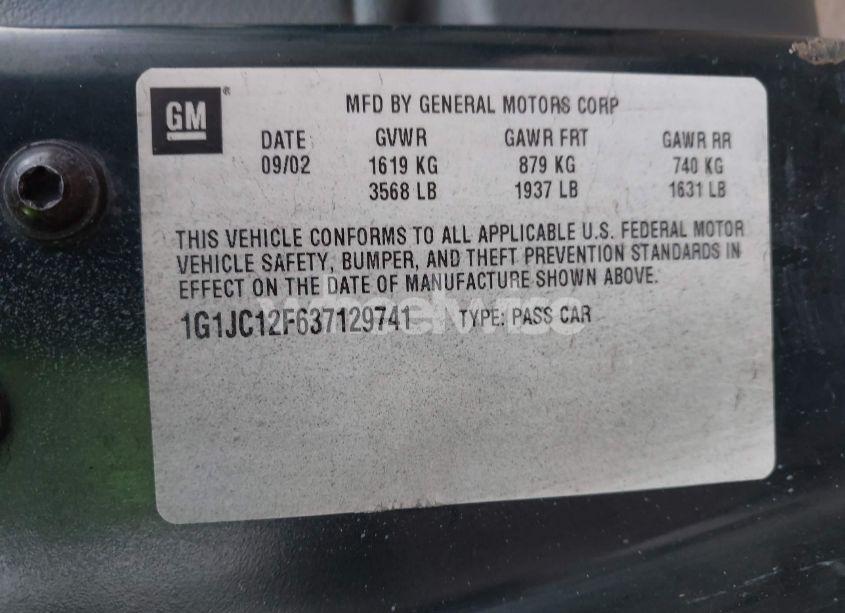 GM® MFD BY GENERAL MOTORS CORP
DATE GVWR GAWR FRT GAWR RR
09/02 1619 KG 879 KG 740 KG
3568 LB 1937 LB 1631 LB
THIS VEHICLE CONFORMS TO ALL APPLICABLE U.S. FEDERAL MOTOR
VEHICLE SAFETY, BUMPER, AND THEFT PREVENTION STANDARDS IN
EFFECT ON THE DATE OF MANUFACTURE SHOWN ABOVE.
1G1JC12F637129741 TYPE: PASS CAR
wheelwise